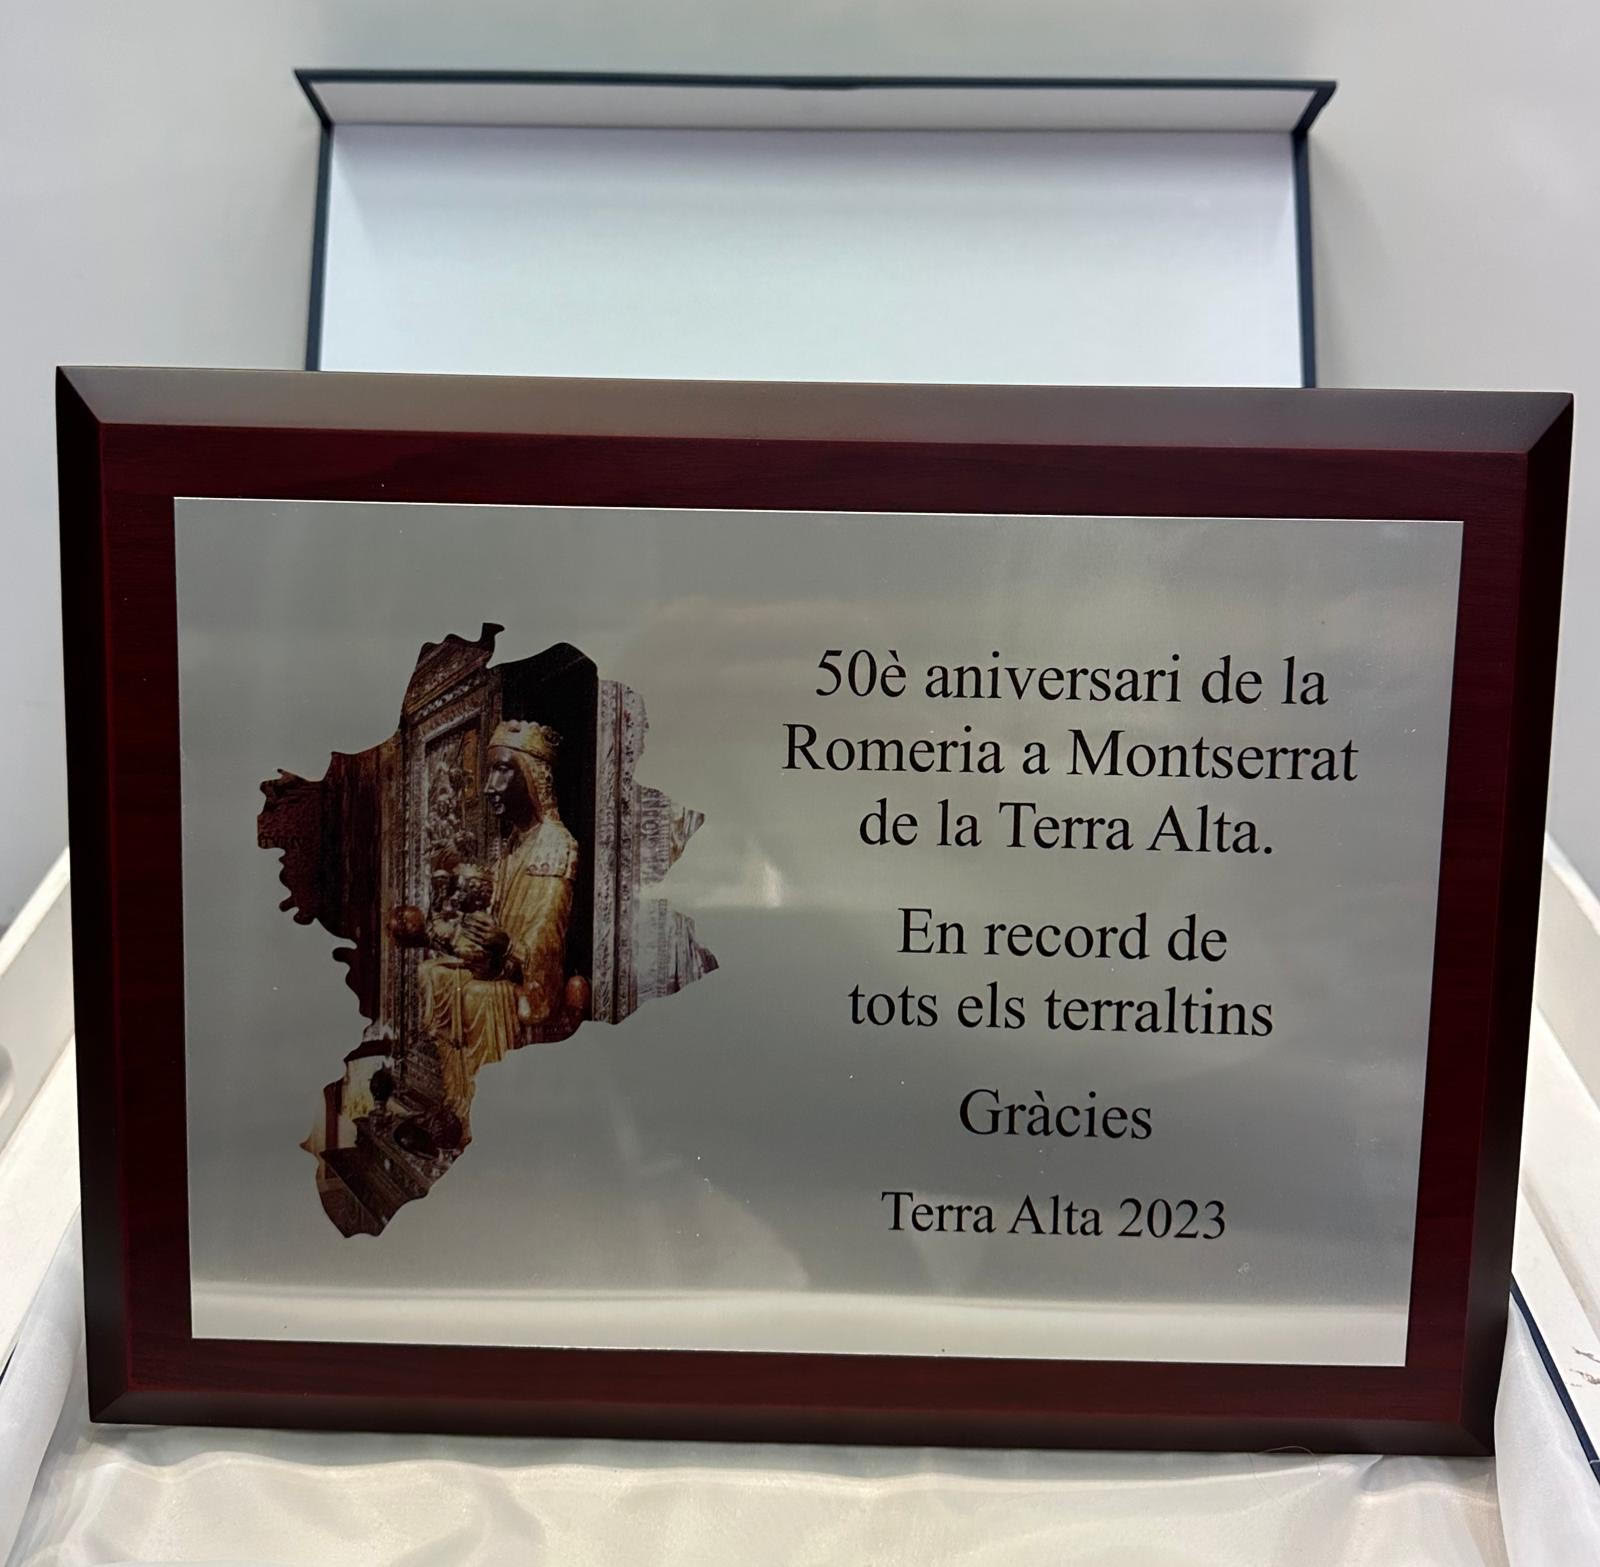 50è aniversari de la
Romeria a Montserrat
de la Terra Alta.
En record de
tots els terraltins
Gràcies
Terra Alta 2023